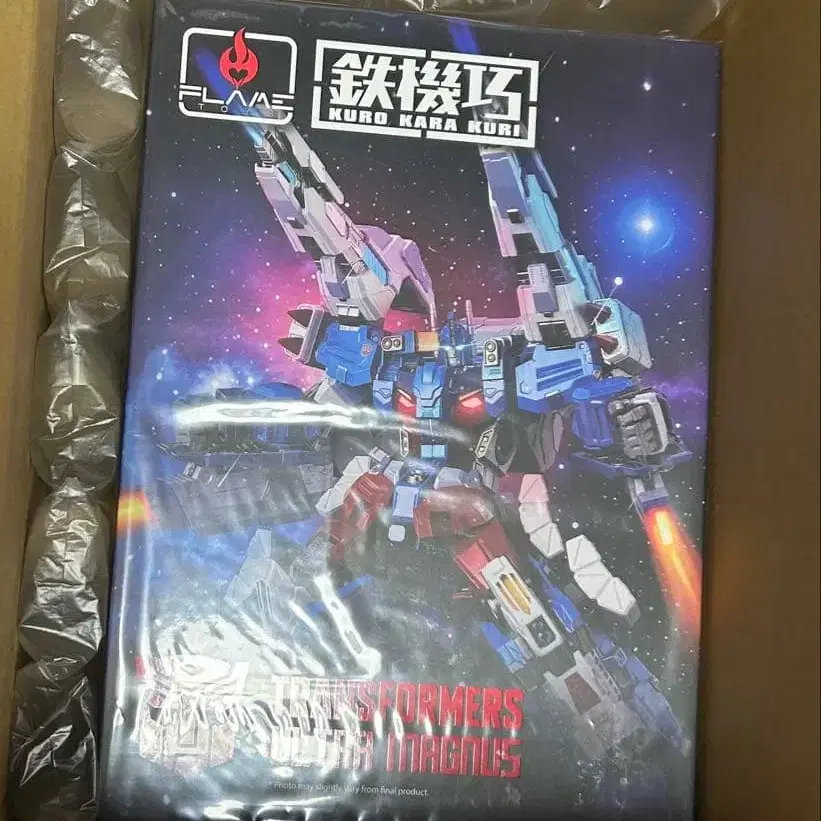 FLAME
TOYS
鉄機巧
KURO KARA KURI
TRANSFORMERS
ULTRA MAGNUS
* Photo may slightly vary from final product.